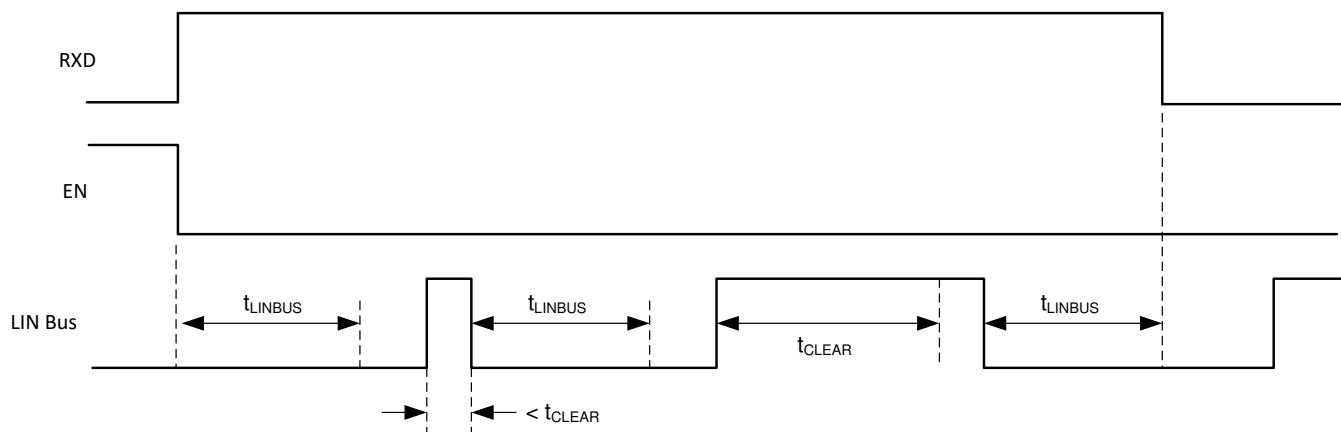 RXD
EN
LIN Bus
tLINBUS
tLINBUS
tCLEAR
tLINBUS
< tCLEAR